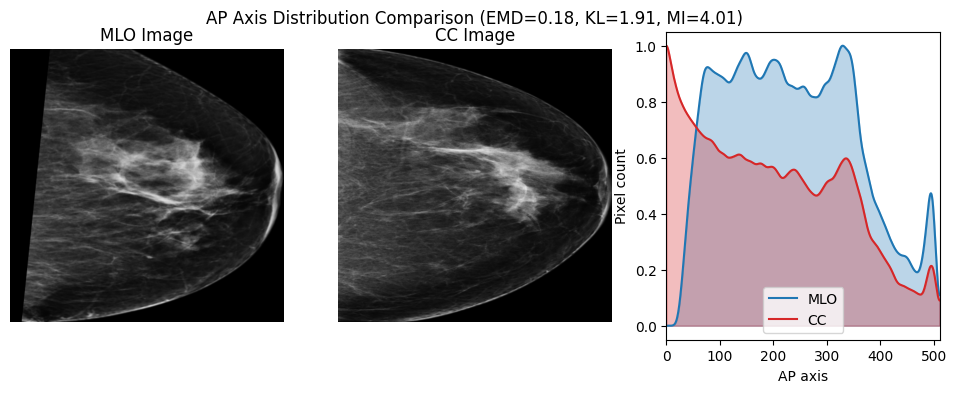 AP Axis Distribution Comparison (EMD=0.18, KL=1.91, MI=4.01)
MLO Image
CC Image
1.0
0.8
0.6
0.4
0.2
0.0
Pixel count
MLO
CC
0 100 200 300 400 500
AP axis